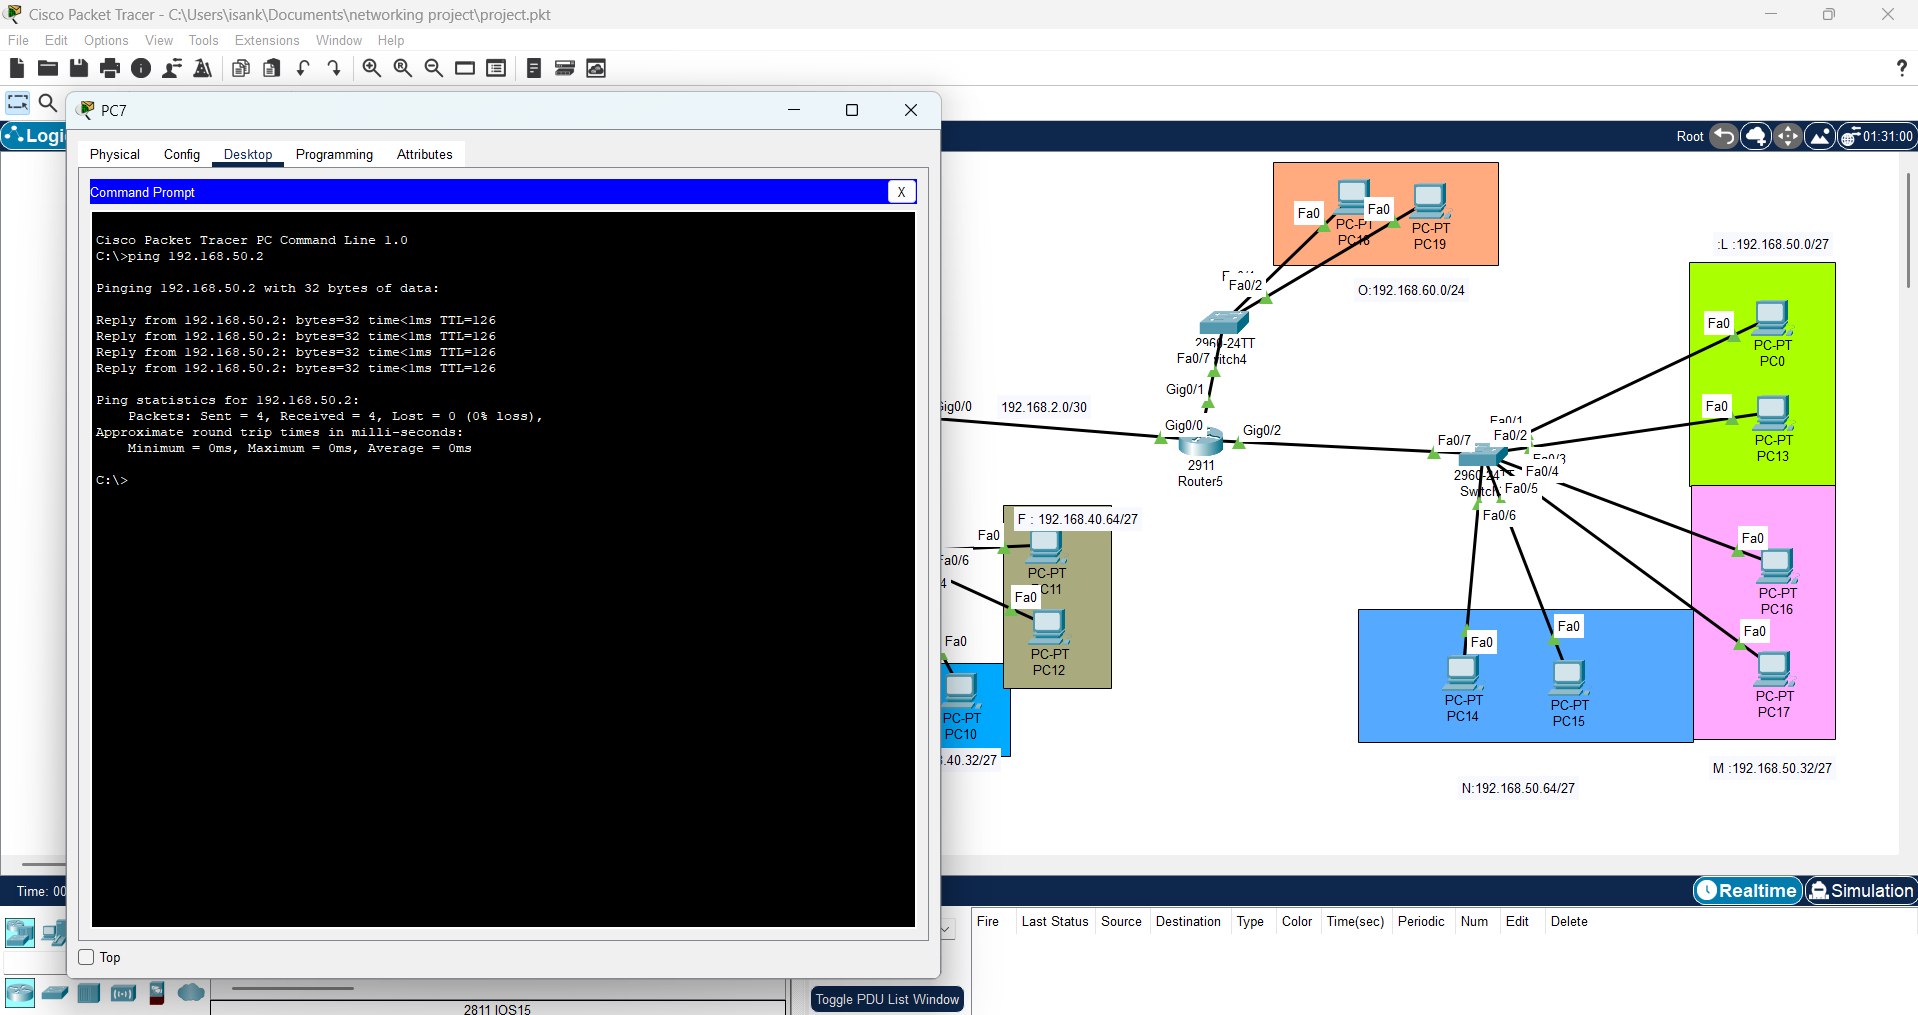 Cisco Packet Tracer - C:\Users\isank\Documents\networking project\project.pkt
File Edit Options View Tools Extensions Window Help
?
PC7
Logi
Root
01:31:00
Physical Config Desktop Programming Attributes
Command Prompt
X
Cisco Packet Tracer PC Command Line 1.0
C:\>ping 192.168.50.2
Pinging 192.168.50.2 with 32 bytes of data:
Reply from 192.168.50.2: bytes=32 time<1ms TTL=126
Reply from 192.168.50.2: bytes=32 time<1ms TTL=126
Reply from 192.168.50.2: bytes=32 time<1ms TTL=126
Reply from 192.168.50.2: bytes=32 time<1ms TTL=126
Ping statistics for 192.168.50.2:
Packets: Sent = 4, Received = 4, Lost = 0 (0% loss),
Approximate round trip times in milli-seconds:
Minimum = 0ms, Maximum = 0ms, Average = 0ms
C:\>
Top
Fa0
Fa0
PC-PT
PC18
PC-PT
PC19
O:192.168.60.0/24
Fa0/2
2960-24TT
itch4
Fa0/7
Gig0/1
Gig0/0
Gig0/2
ig0/0
192.168.2.0/30
2911
Router5
:L :192.168.50.0/27
Fa0
PC-PT
PC0
Fa0
PC-PT
PC13
Fa0/1
Fa0/2
Fa0/7
Fa0/3
Fa0/4
Fa0/5
Fa0/6
2960-24TT
Switch
F : 192.168.40.64/27
Fa0
PC-PT
PC11
Fa0
PC-PT
PC12
a0/6
4
Fa0
PC-PT
PC10
.40.32/27
Fa0
PC-PT
PC16
Fa0
PC-PT
PC17
M :192.168.50.32/27
Fa0
PC-PT
PC14
Fa0
PC-PT
PC15
N:192.168.50.64/27
Time: 00
Realtime
Simulation
Fire Last Status Source Destination Type Color Time(sec) Periodic Num Edit Delete
Toggle PDU List Window
2811 IOS15